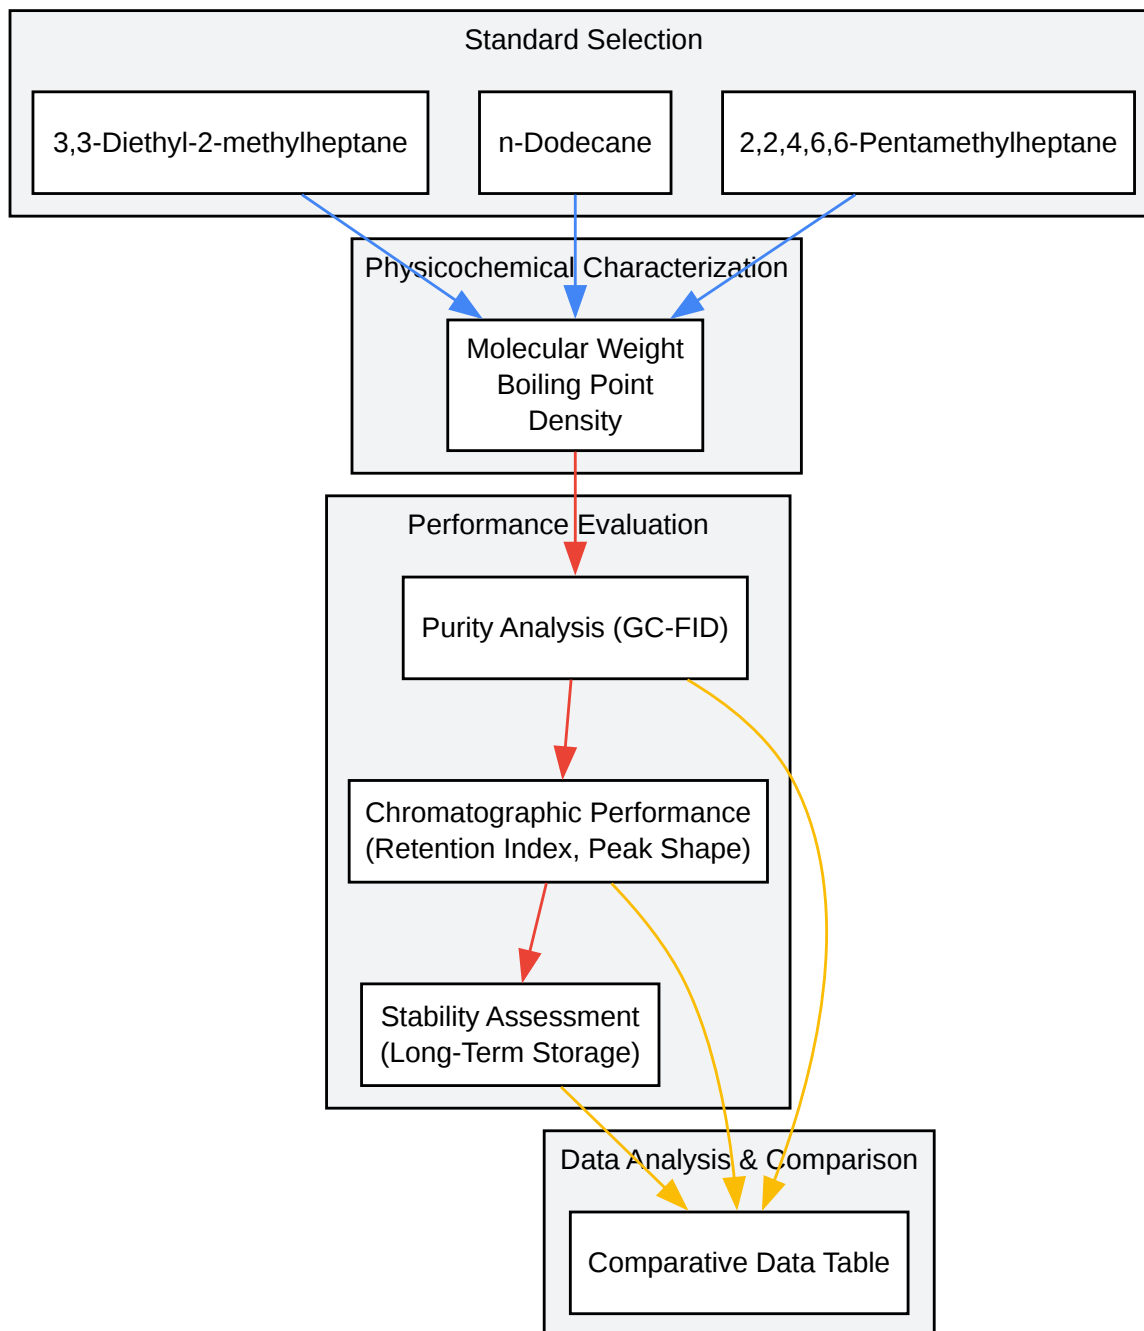 Standard Selection
3,3-Diethyl-2-methylheptane
n-Dodecane
2,2,4,6,6-Pentamethylheptane
Physicochemical Characterization
Molecular Weight
Boiling Point
Density
Performance Evaluation
Purity Analysis (GC-FID)
Chromatographic Performance
(Retention Index, Peak Shape)
Stability Assessment
(Long-Term Storage)
Data Analysis & Comparison
Comparative Data Table